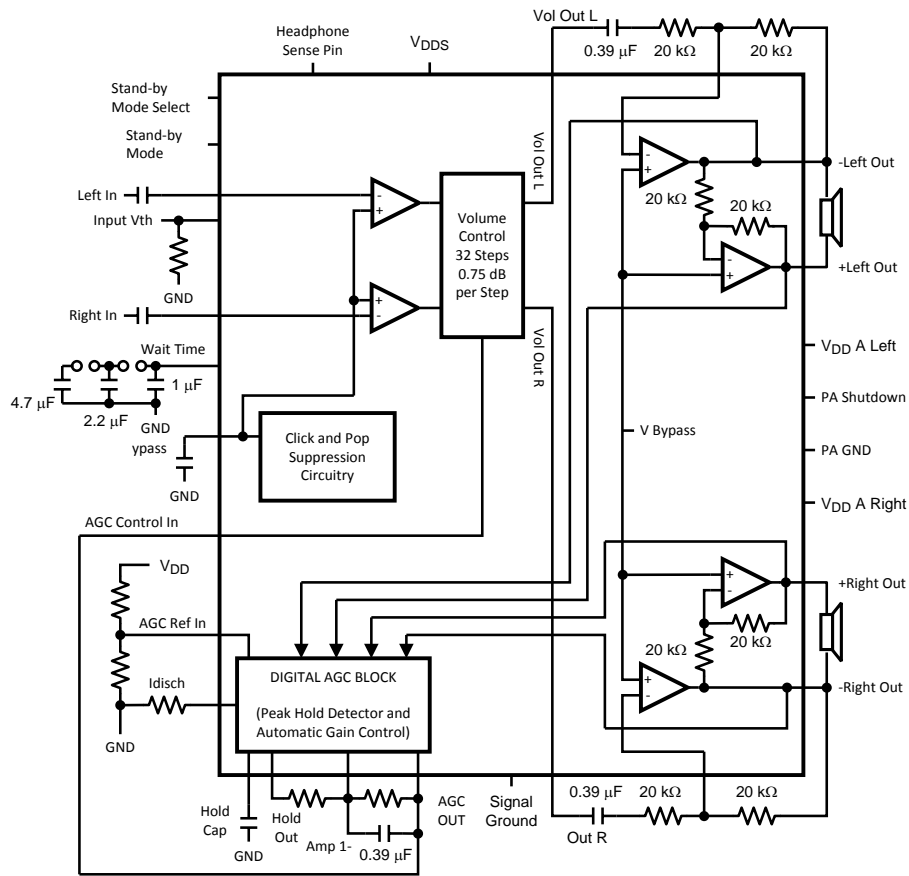 Vol Out L
0.39 µF
20 kΩ
20 kΩ
Headphone
Sense Pin
VDDS
Stand-by
Mode Select
Stand-by
Mode
Left In
Input Vth
GND
Right In
Wait Time
4.7 µF
2.2 µF
1 µF
GND
ypass
GND
Click and Pop
Suppression
Circuitry
Volume
Control
32 Steps
0.75 dB
per Step
Vol Out L
Vol Out R
-
+
+
-
-
+
20 kΩ
20 kΩ
-
+
-Left Out
+Left Out
VDD A Left
PA Shutdown
V Bypass
PA GND
VDD A Right
AGC Control In
VDD
AGC Ref In
Idisch
GND
DIGITAL AGC BLOCK
(Peak Hold Detector and
Automatic Gain Control)
+
-
20 kΩ
20 kΩ
+
-
+Right Out
-Right Out
Hold
Cap
GND
Hold
Out
Amp 1-
0.39 µF
AGC
OUT
Signal
Ground
0.39 µF
Out R
20 kΩ
20 kΩ